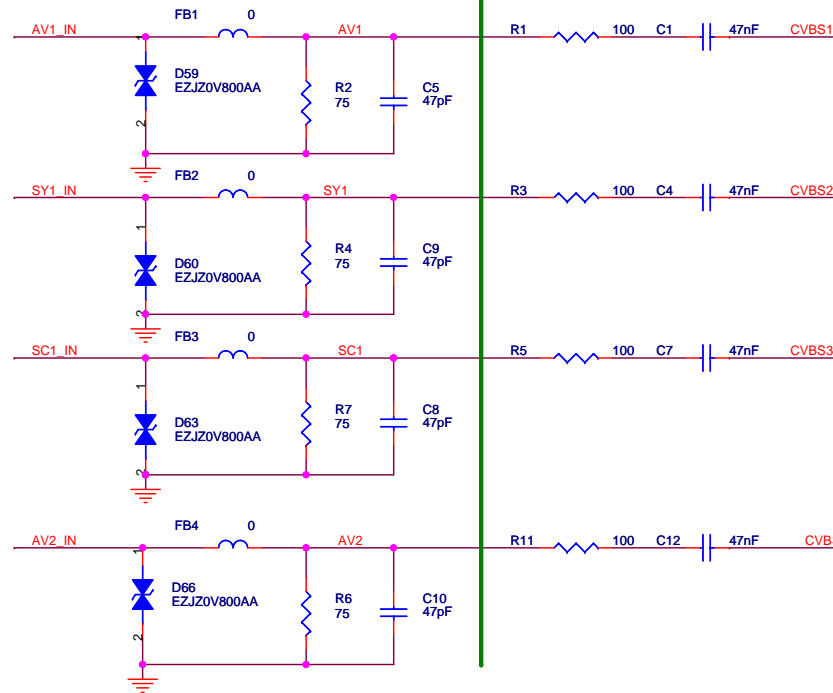 FB1 0
AV1_IN AV1 R1 100 C1 47nF CVBS1
1
D59
EZJZ0V800AA
R2
75
C5
47pF
2
FB2 0
SY1_IN SY1 R3 100 C4 47nF CVBS2
1
D60
EZJZ0V800AA
R4
75
C9
47pF
2
FB3 0
SC1_IN SC1 R5 100 C7 47nF CVBS3
1
D63
EZJZ0V800AA
R7
75
C8
47pF
2
FB4 0
AV2_IN AV2 R11 100 C12 47nF CVB
1
D66
EZJZ0V800AA
R6
75
C10
47pF
2